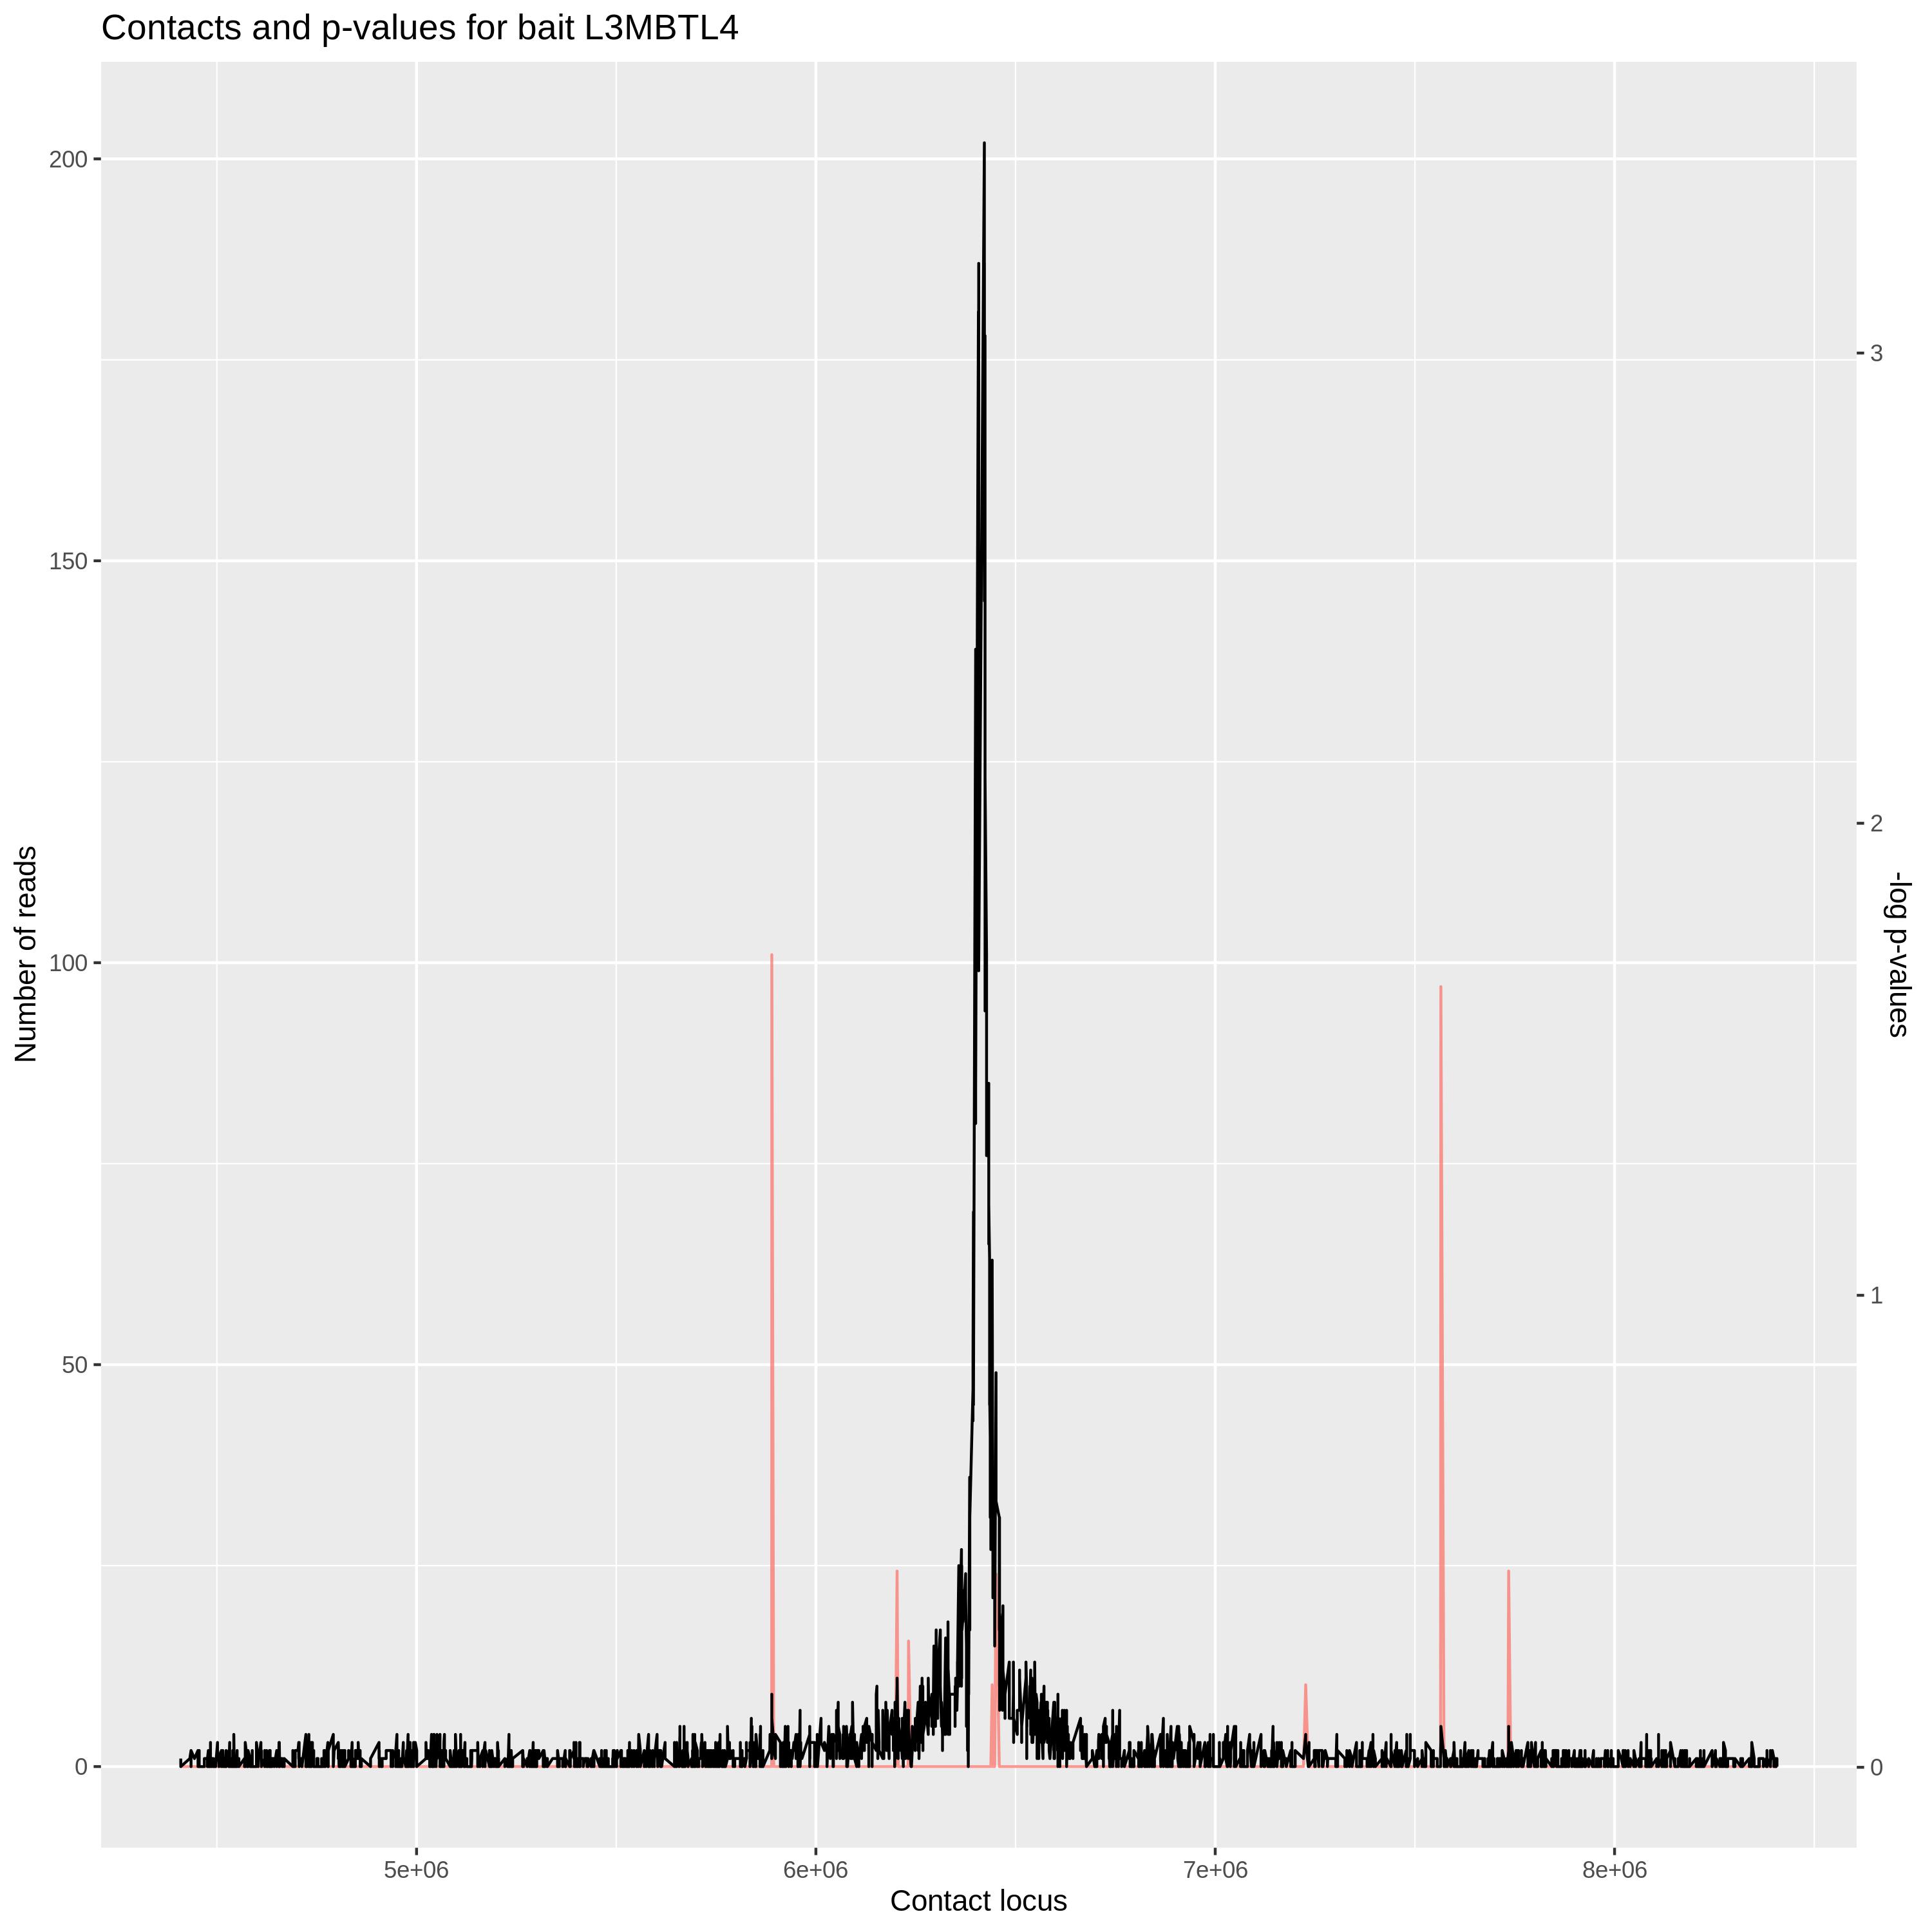 Contacts and p-values for bait L3MBTL4
Number of reads
200
150
100
50
0
3
2
1
0
-log p-values
5e+06
6e+06
7e+06
8e+06
Contact locus